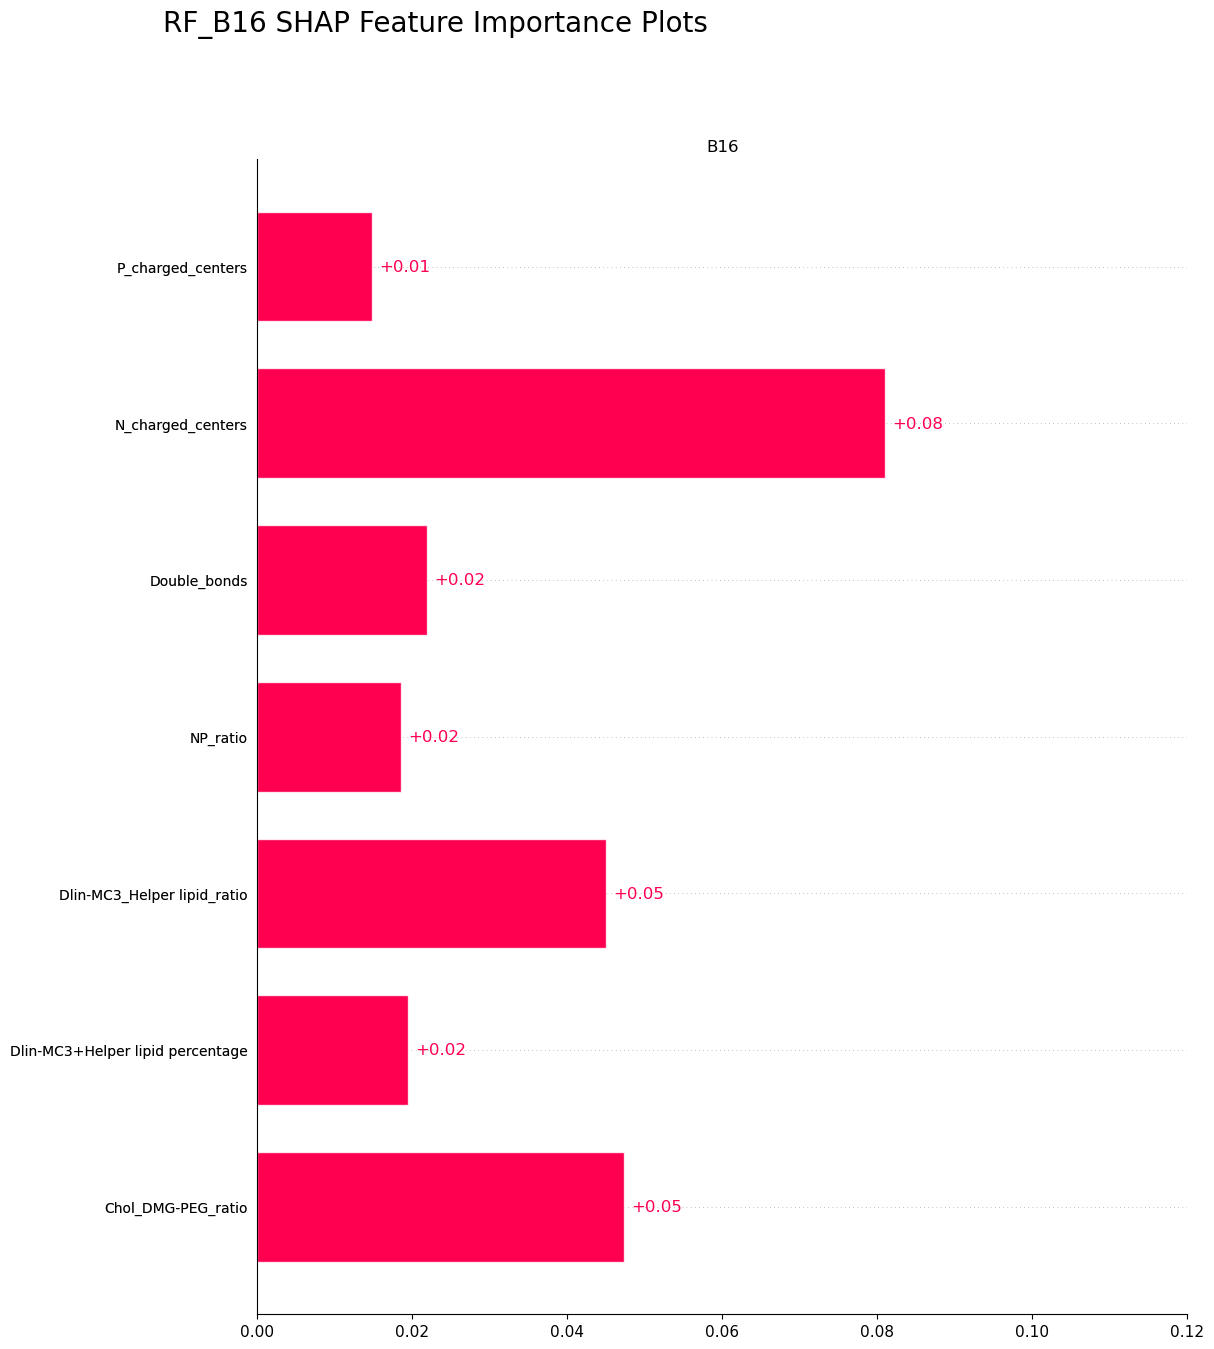 RF_B16 SHAP Feature Importance Plots
B16
P_charged_centers
+0.01
N_charged_centers
+0.08
Double_bonds
+0.02
NP_ratio
+0.02
Dlin-MC3_Helper lipid_ratio
+0.05
Dlin-MC3+Helper lipid percentage
+0.02
Chol_DMG-PEG_ratio
+0.05
0.00 0.02 0.04 0.06 0.08 0.10 0.12